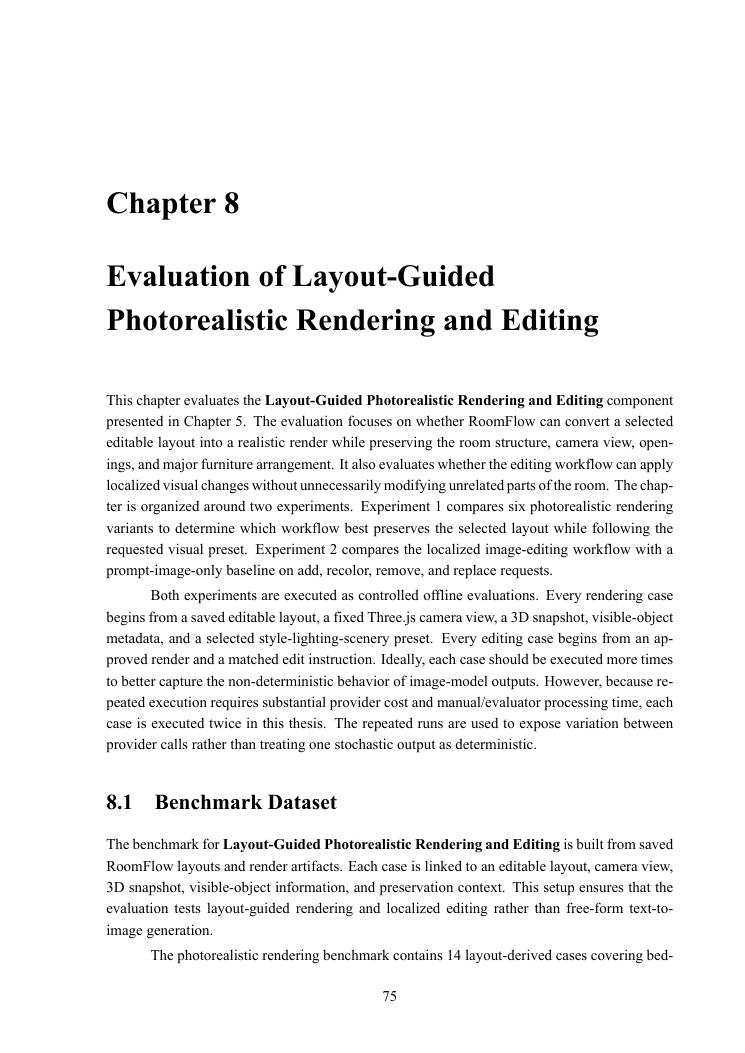 Chapter 8
Evaluation of Layout-Guided
Photorealistic Rendering and Editing
This chapter evaluates the Layout-Guided Photorealistic Rendering and Editing component
presented in Chapter 5. The evaluation focuses on whether RoomFlow can convert a selected
editable layout into a realistic render while preserving the room structure, camera view, open-
ings, and major furniture arrangement. It also evaluates whether the editing workflow can apply
localized visual changes without unnecessarily modifying unrelated parts of the room. The chap-
ter is organized around two experiments. Experiment 1 compares six photorealistic rendering
variants to determine which workflow best preserves the selected layout while following the
requested visual preset. Experiment 2 compares the localized image-editing workflow with a
prompt-image-only baseline on add, recolor, remove, and replace requests.
Both experiments are executed as controlled offline evaluations. Every rendering case
begins from a saved editable layout, a fixed Three.js camera view, a 3D snapshot, visible-object
metadata, and a selected style-lighting-scenery preset. Every editing case begins from an ap-
proved render and a matched edit instruction. Ideally, each case should be executed more times
to better capture the non-deterministic behavior of image-model outputs. However, because re-
peated execution requires substantial provider cost and manual/evaluator processing time, each
case is executed twice in this thesis. The repeated runs are used to expose variation between
provider calls rather than treating one stochastic output as deterministic.
8.1 Benchmark Dataset
The benchmark for Layout-Guided Photorealistic Rendering and Editing is built from saved
RoomFlow layouts and render artifacts. Each case is linked to an editable layout, camera view,
3D snapshot, visible-object information, and preservation context. This setup ensures that the
evaluation tests layout-guided rendering and localized editing rather than free-form text-to-
image generation.
The photorealistic rendering benchmark contains 14 layout-derived cases covering bed-
75